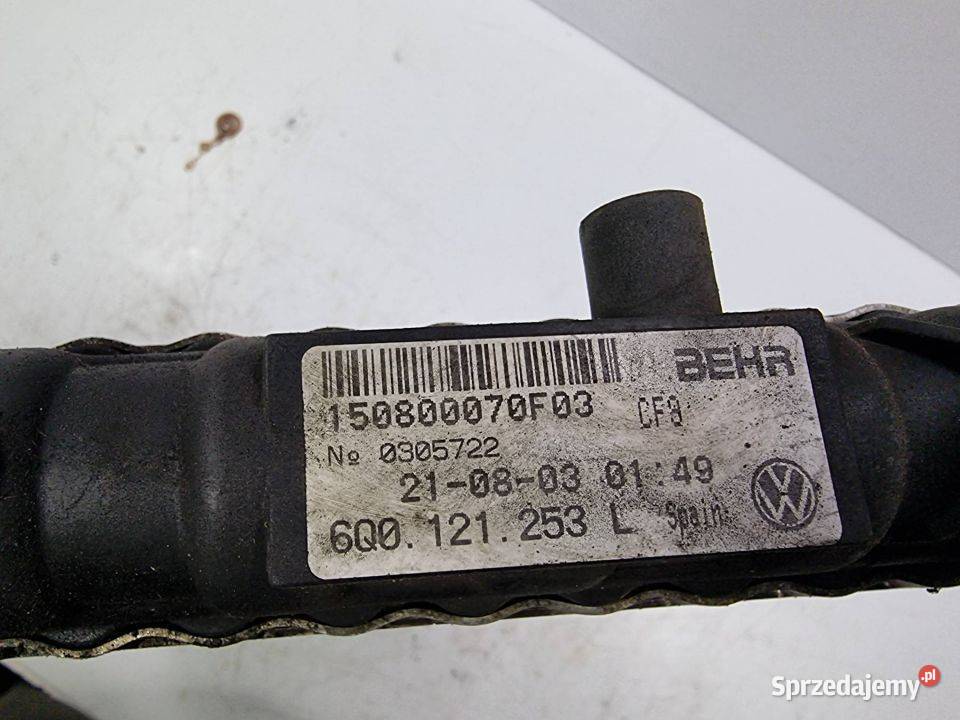 BEHR
150800070F03 CF8
№ 0305722
21-08-03 01:49
6Q0.121.253 L Spain
Sprzedajemy.pl